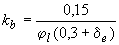 k_b = 0,15 / φ_l (0,3 + δ_e)